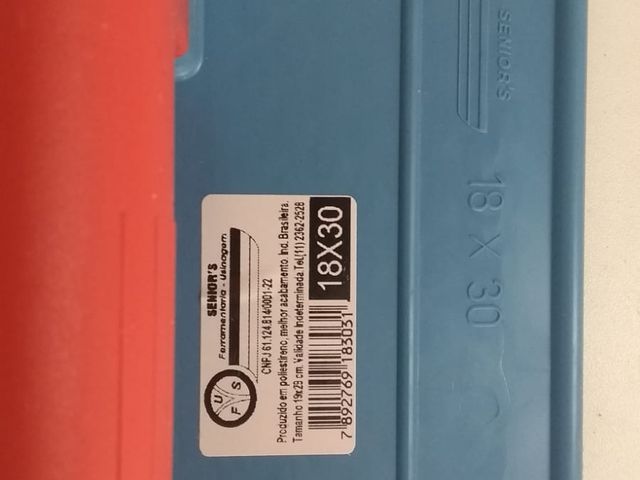 SENIOR'S
Ferramentaria - Usinagem
U
F S
CNPJ 61.124.814/0001-22
Produzido em poliestireno, melhor acabamento. Ind. Brasileira.
Tamanho 19x29 cm. Validade Indeterminada. Tel.(11) 2362-2528
18X30
7 892769 183031
SENIOR'S
18 X 30